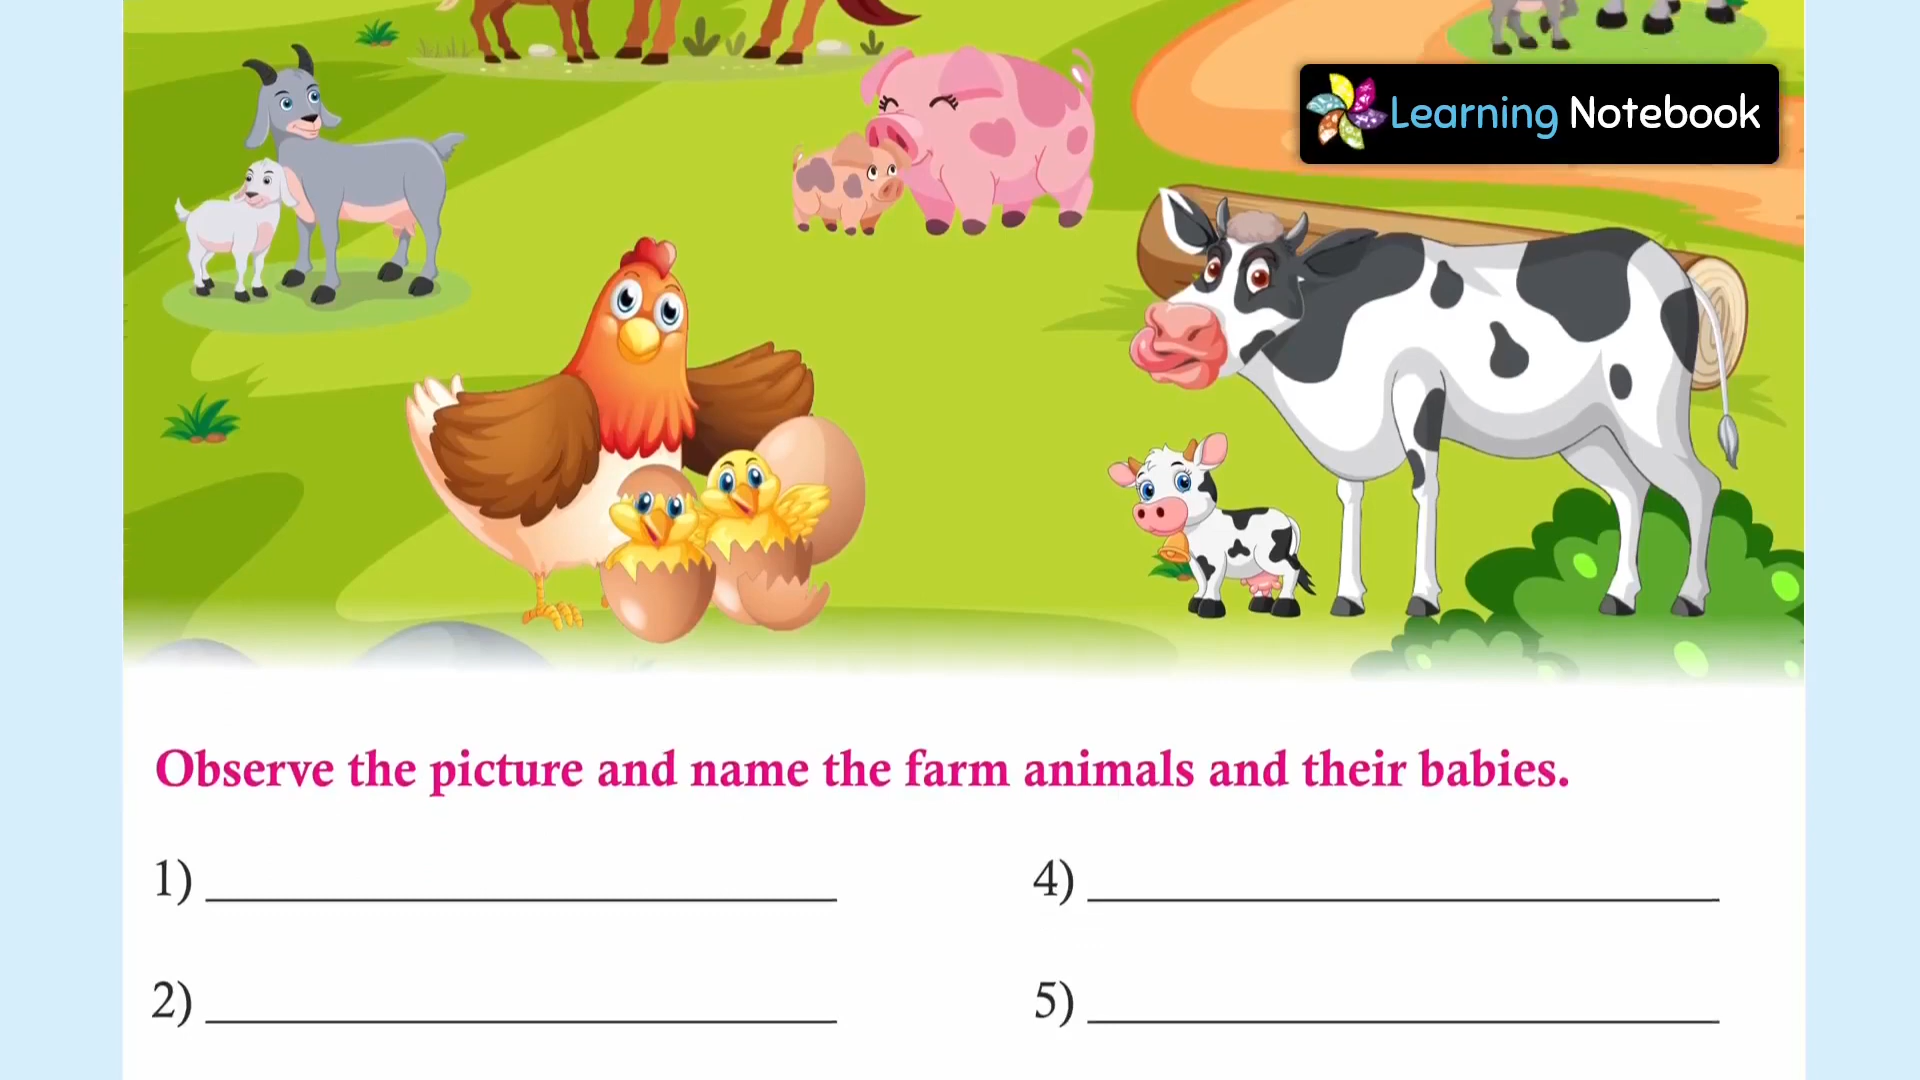 Learning Notebook
Observe the picture and name the farm animals and their babies.
1) 4)
2) 5)